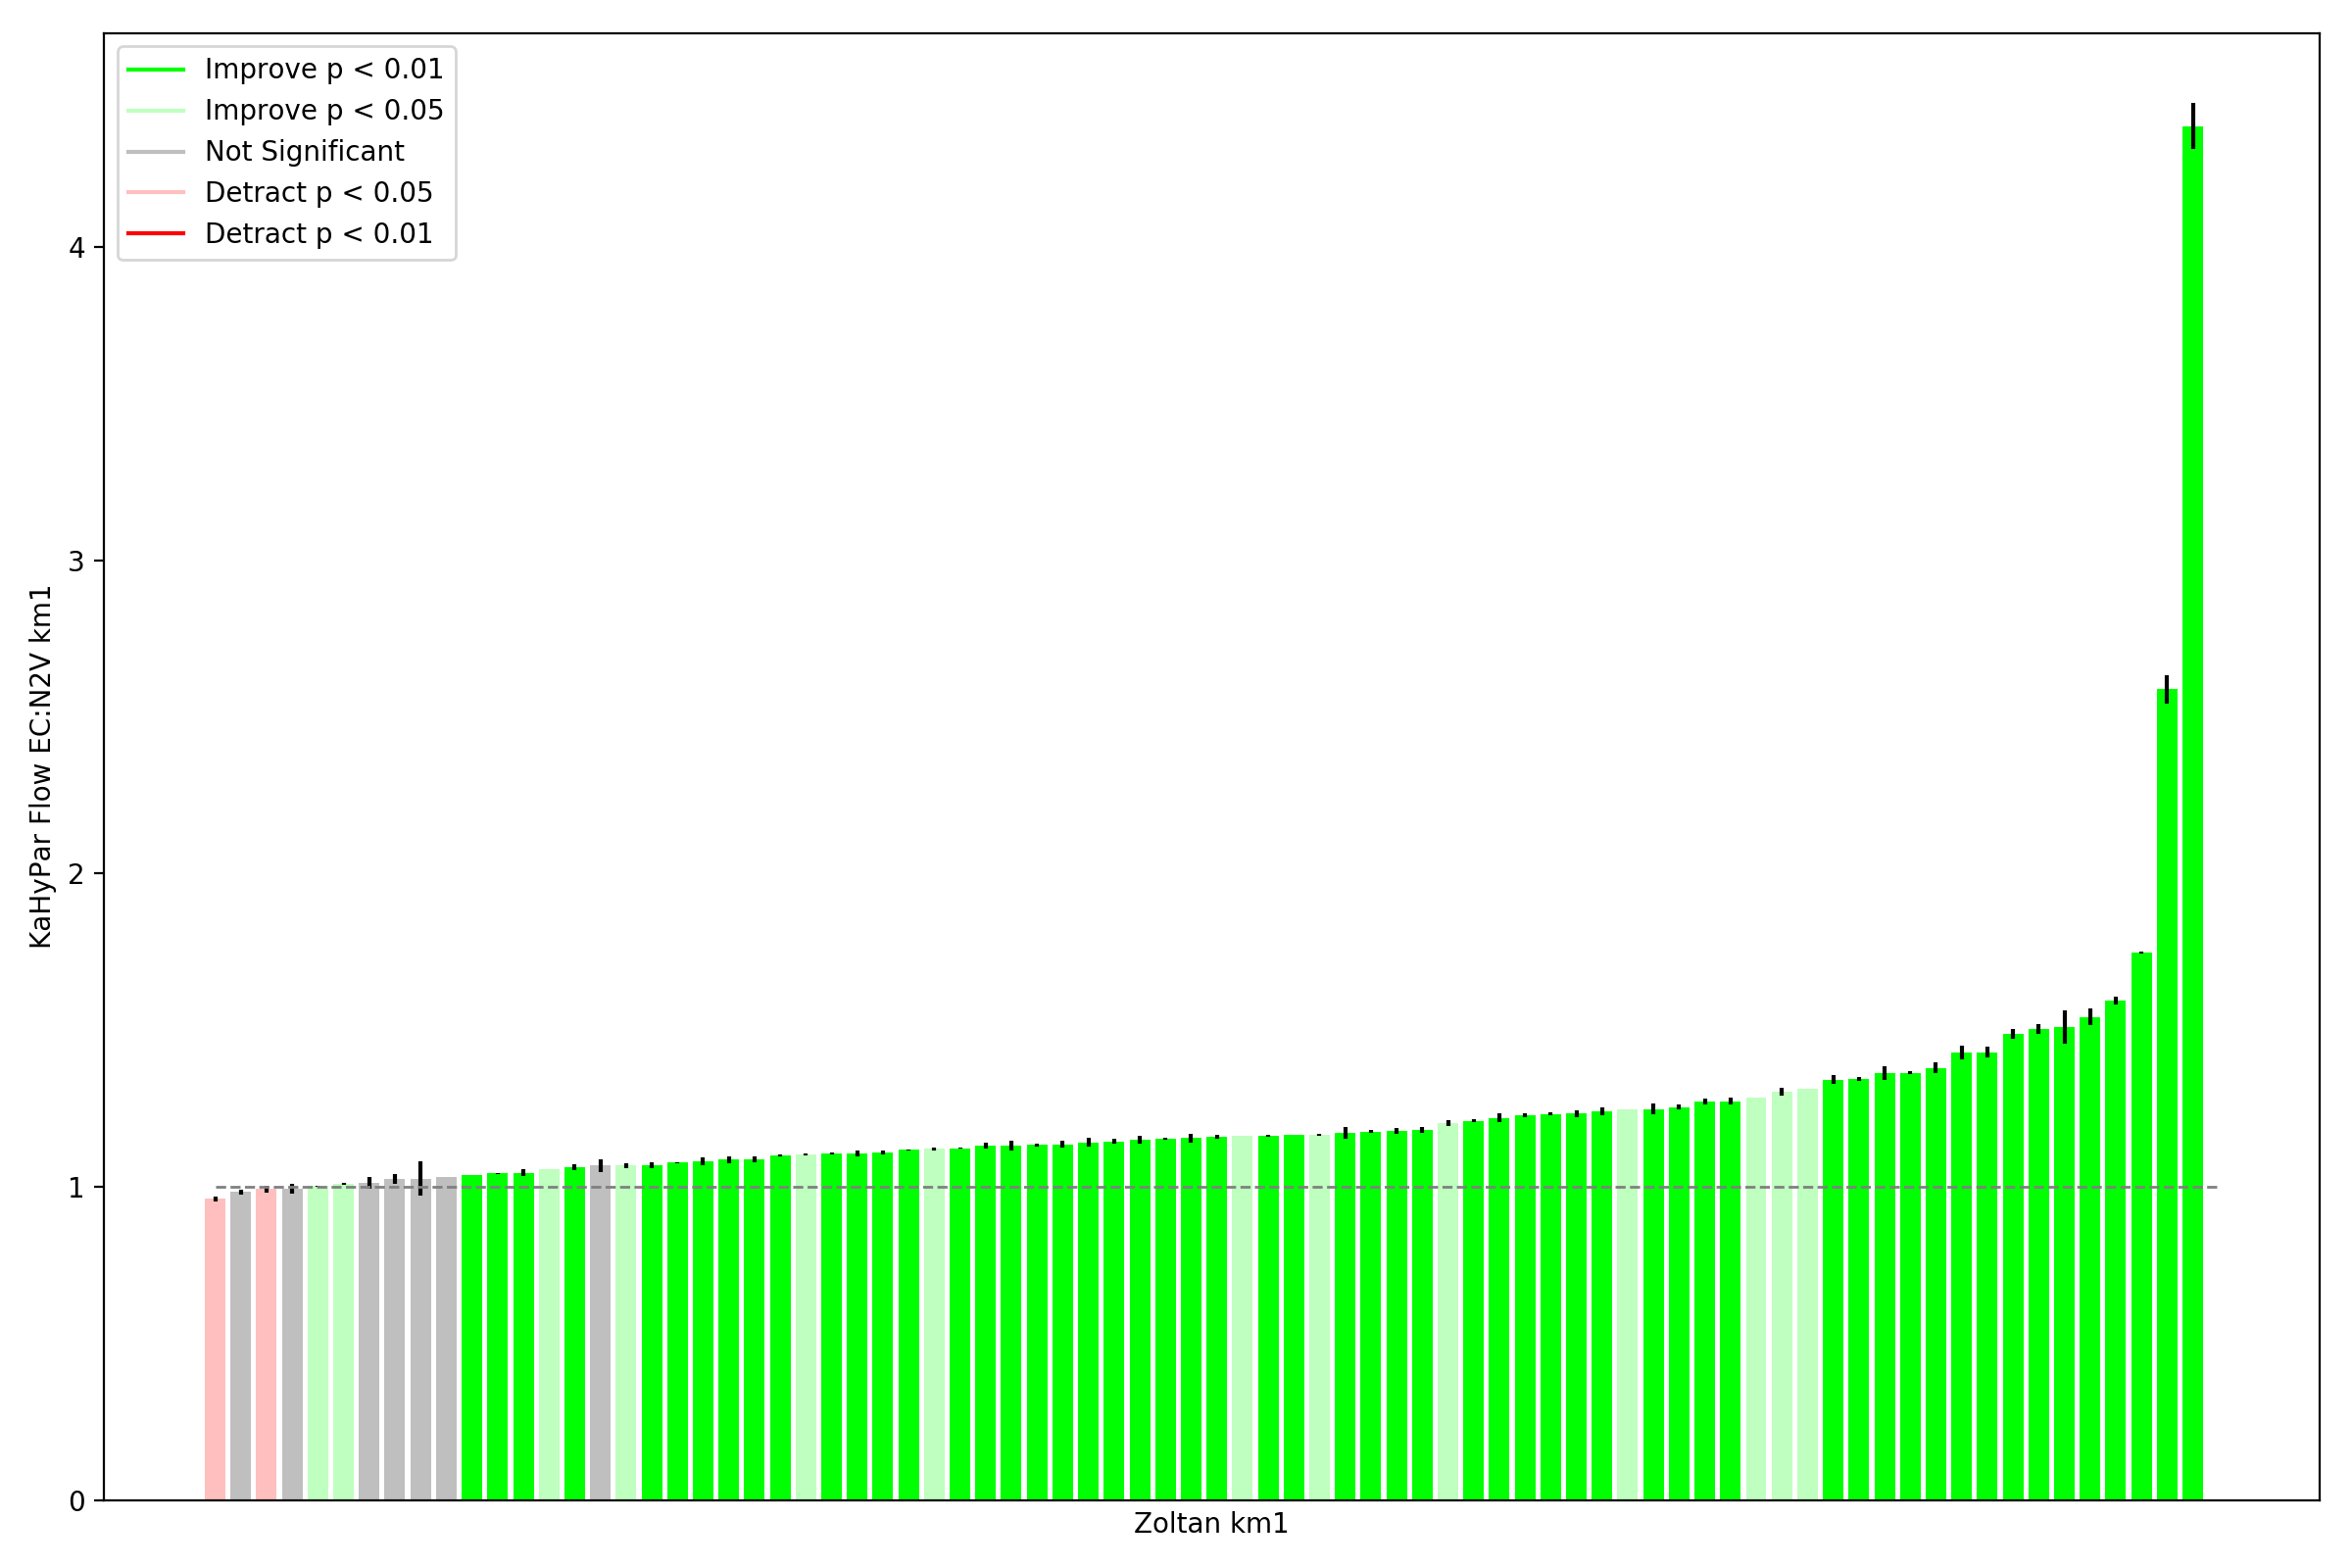 Improve p < 0.01
Improve p < 0.05
Not Significant
Detract p < 0.05
Detract p < 0.01
4
3
2
1
0
KaHyPar Flow EC:N2V km1
Zoltan km1